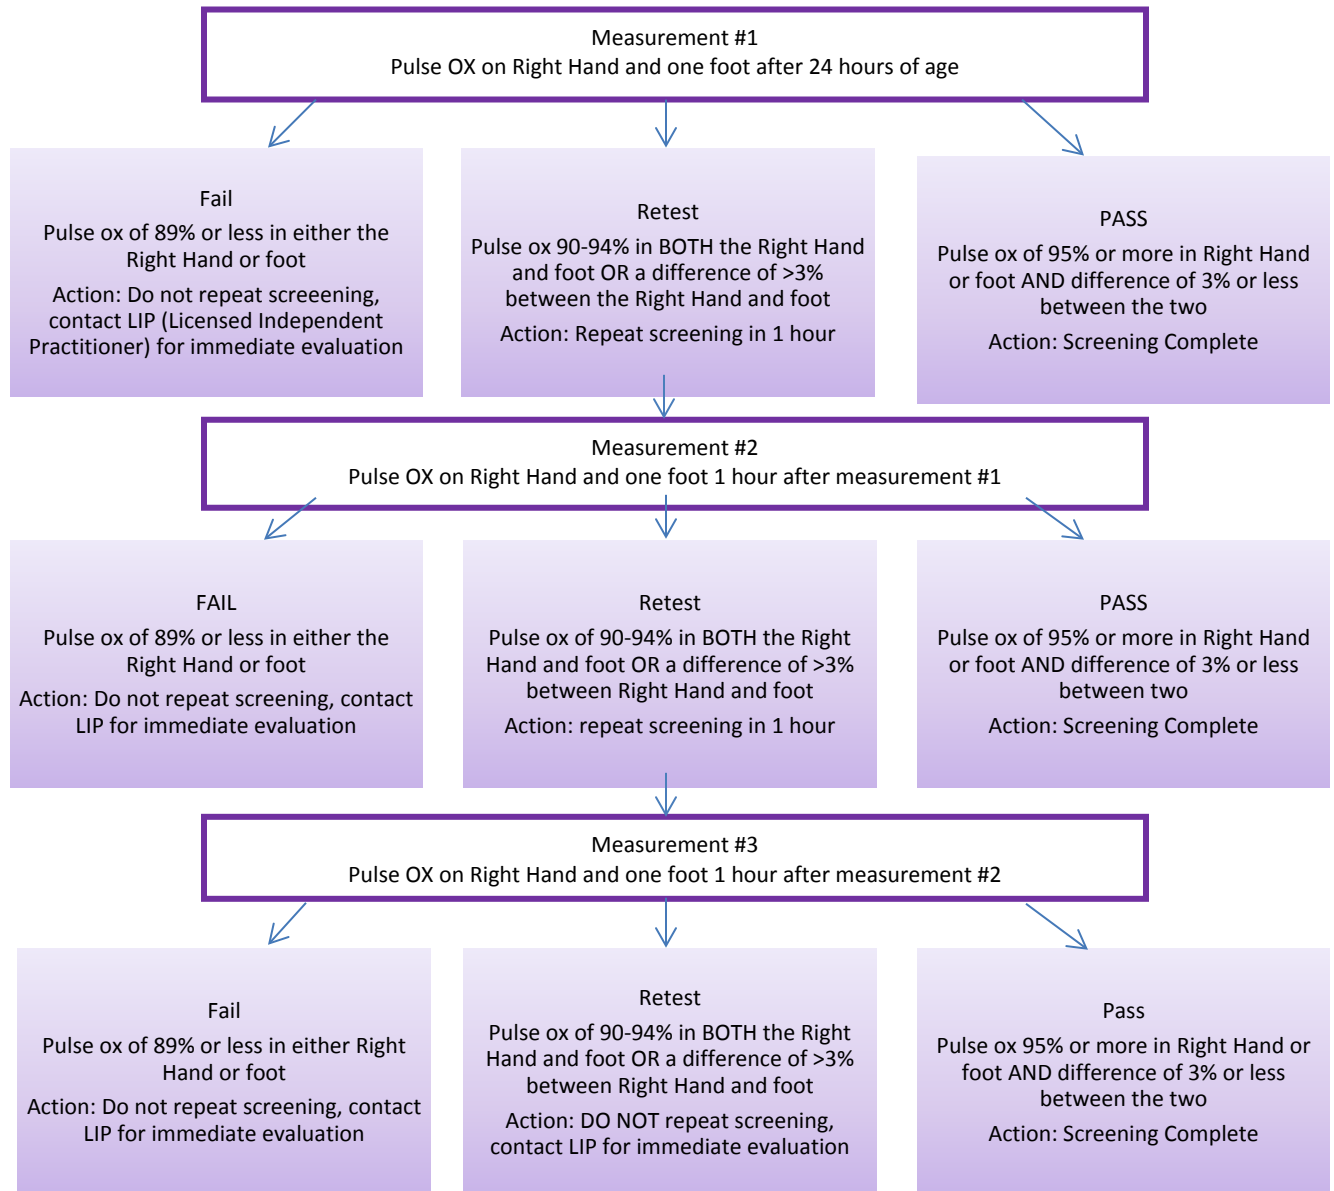 Measurement #1
Pulse OX on Right Hand and one foot after 24 hours of age
Fail
Pulse ox of 89% or less in either the
Right Hand or foot
Action: Do not repeat screeening,
contact LIP (Licensed Independent
Practitioner) for immediate evaluation
Retest
Pulse ox 90-94% in BOTH the Right Hand
and foot OR a difference of >3%
between the Right Hand and foot
Action: Repeat screening in 1 hour
PASS
Pulse ox of 95% or more in Right Hand
or foot AND difference of 3% or less
between the two
Action: Screening Complete
Measurement #2
Pulse OX on Right Hand and one foot 1 hour after measurement #1
FAIL
Pulse ox of 89% or less in either the
Right Hand or foot
Action: Do not repeat screening, contact
LIP for immediate evaluation
Retest
Pulse ox of 90-94% in BOTH the Right
Hand and foot OR a difference of >3%
between Right Hand and foot
Action: repeat screening in 1 hour
PASS
Pulse ox of 95% or more in Right Hand
or foot AND difference of 3% or less
between two
Action: Screening Complete
Measurement #3
Pulse OX on Right Hand and one foot 1 hour after measurement #2
Fail
Pulse ox of 89% or less in either Right
Hand or foot
Action: Do not repeat screening, contact
LIP for immediate evaluation
Retest
Pulse ox of 90-94% in BOTH the Right
Hand and foot OR a difference of >3%
between Right Hand and foot
Action: DO NOT repeat screening,
contact LIP for immediate evaluation
Pass
Pulse ox 95% or more in Right Hand or
foot AND difference of 3% or less
between the two
Action: Screening Complete